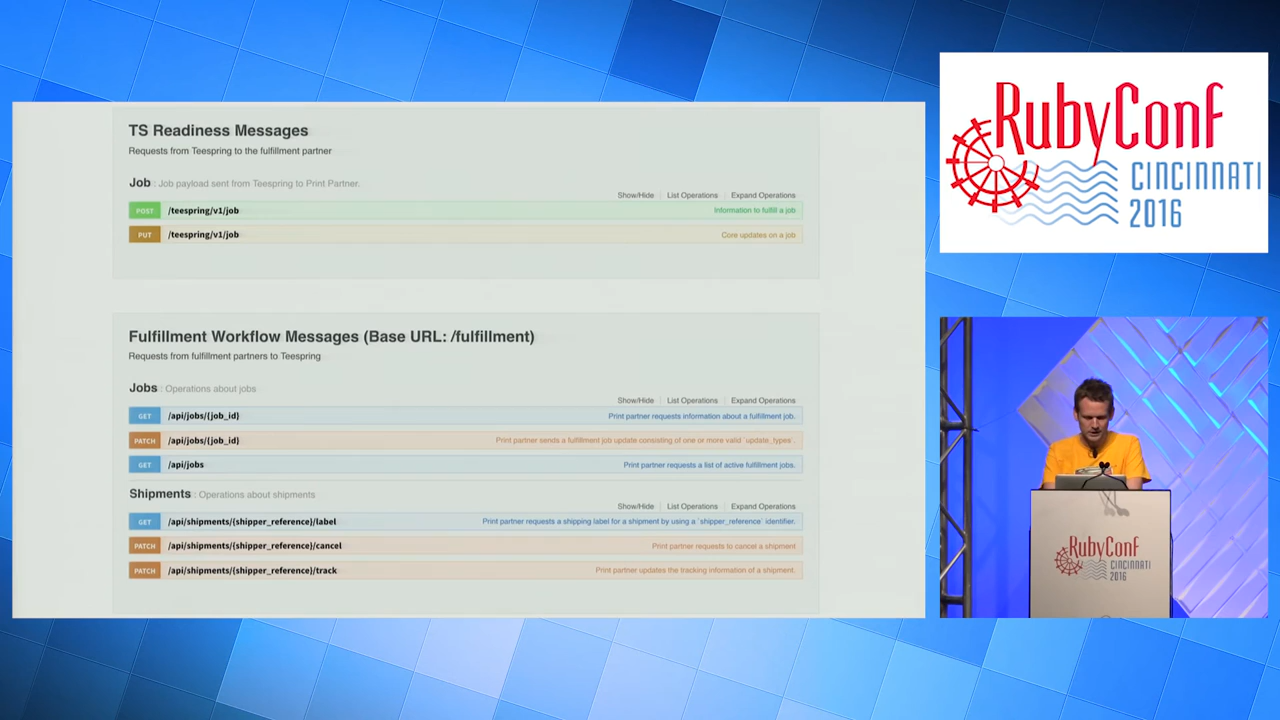 TS Readiness Messages
Requests from Teespring to the fulfillment partner
Job : Job payload sent from Teespring to Print Partner.
Show/Hide List Operations Expand Operations
POST /teespring/v1/job Information to fulfill a job
PUT /teespring/v1/job Core updates on a job
Fulfillment Workflow Messages (Base URL: /fulfillment)
Requests from fulfillment partners to Teespring
Jobs : Operations about jobs
Show/Hide List Operations Expand Operations
GET /api/jobs/{job_id} Print partner requests information about a fulfillment job.
PATCH /api/jobs/{job_id} Print partner sends a fulfillment job update consisting of one or more valid `update_types`.
GET /api/jobs Print partner requests a list of active fulfillment jobs.
Shipments : Operations about shipments
Show/Hide List Operations Expand Operations
GET /api/shipments/{shipper_reference}/label Print partner requests a shipping label for a shipment by using a `shipper_reference` identifier.
PATCH /api/shipments/{shipper_reference}/cancel Print partner requests to cancel a shipment
PATCH /api/shipments/{shipper_reference}/track Print partner updates the tracking information of a shipment.
RubyConf
CINCINNATI
2016
RubyConf
CINCINNATI
2016